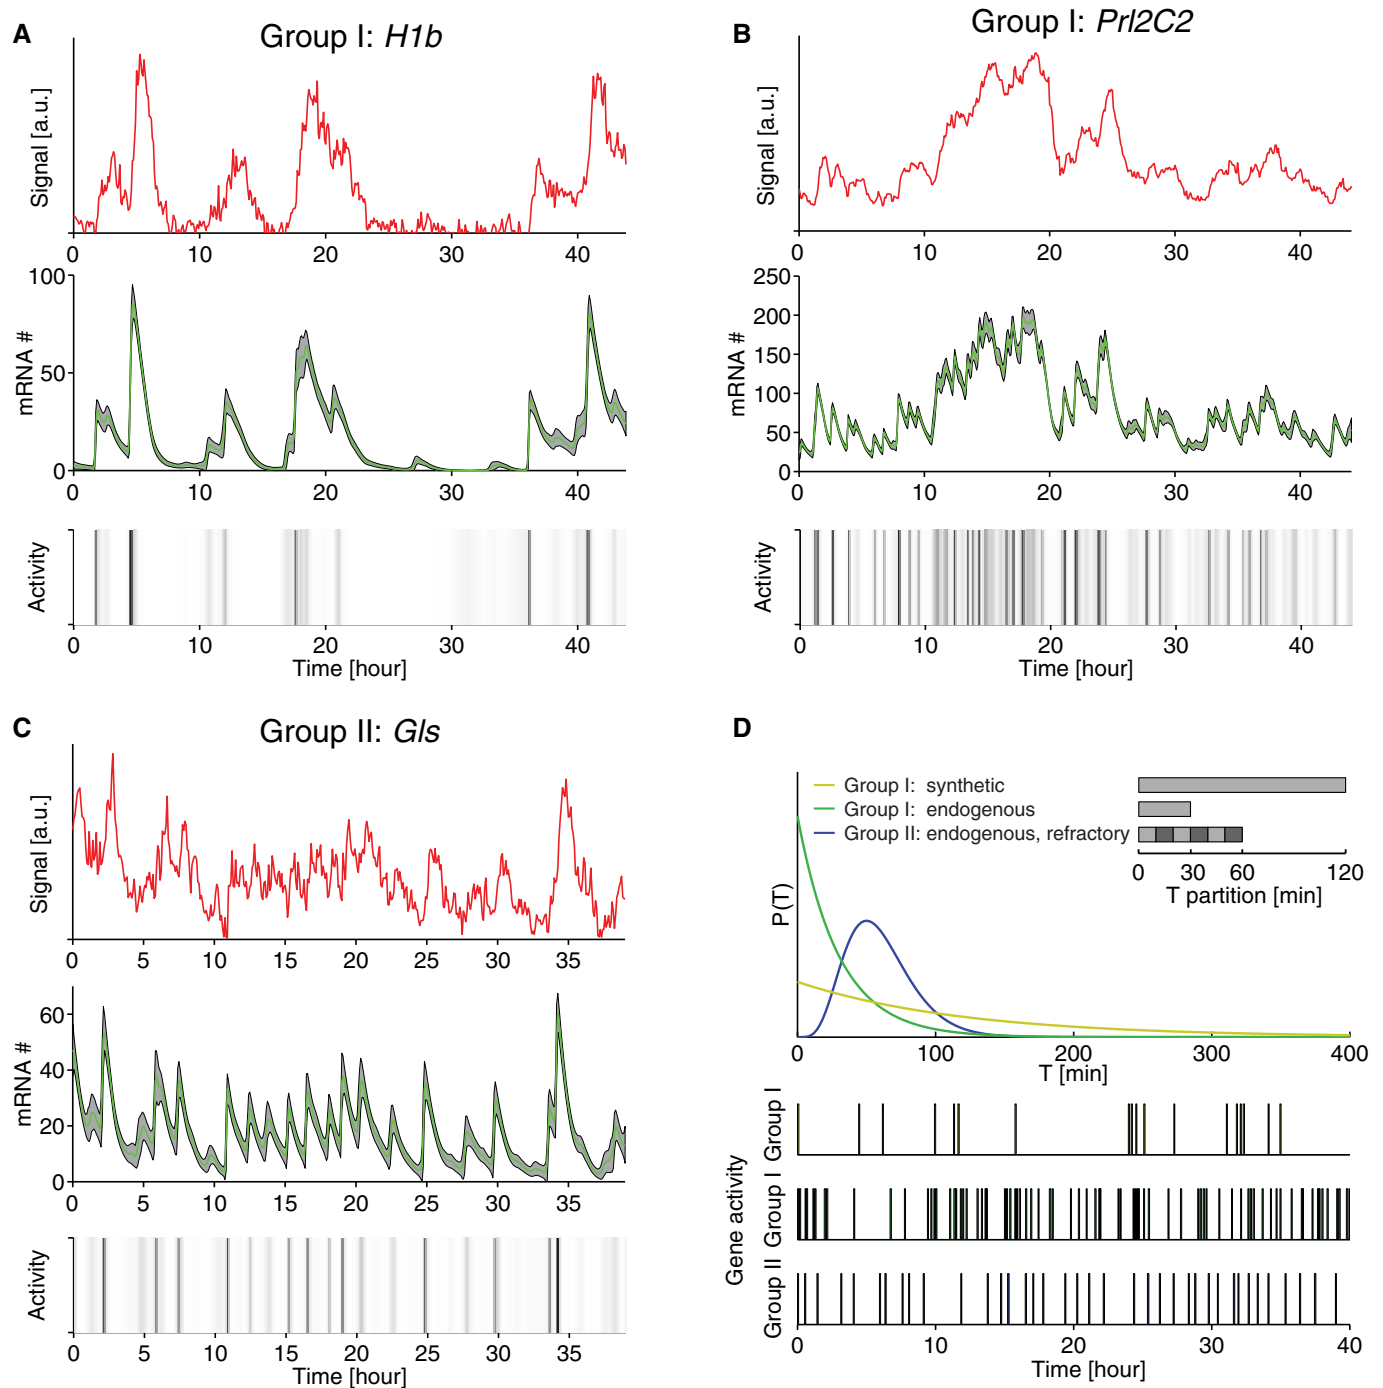 A
Group I: H1b
Signal [a.u.]
0 10 20 30 40
100
50
0
mRNA #
0 10 20 30 40
Activity
0 10 20 30 40
Time [hour]
B
Group I: Prl2C2
Signal [a.u.]
0 10 20 30 40
250
200
150
100
50
0
mRNA #
0 10 20 30 40
Activity
0 10 20 30 40
Time [hour]
C
Group II: Gls
Signal [a.u.]
0 5 10 15 20 25 30 35
60
40
20
0
mRNA #
0 5 10 15 20 25 30 35
Activity
0 5 10 15 20 25 30 35
Time [hour]
D
Group I: synthetic
Group I: endogenous
Group II: endogenous, refractory
0 30 60 120
T partition [min]
P(T)
0 100 200 300 400
T [min]
Gene activity
Group I
Group I
Group II
0 10 20 30 40
Time [hour]